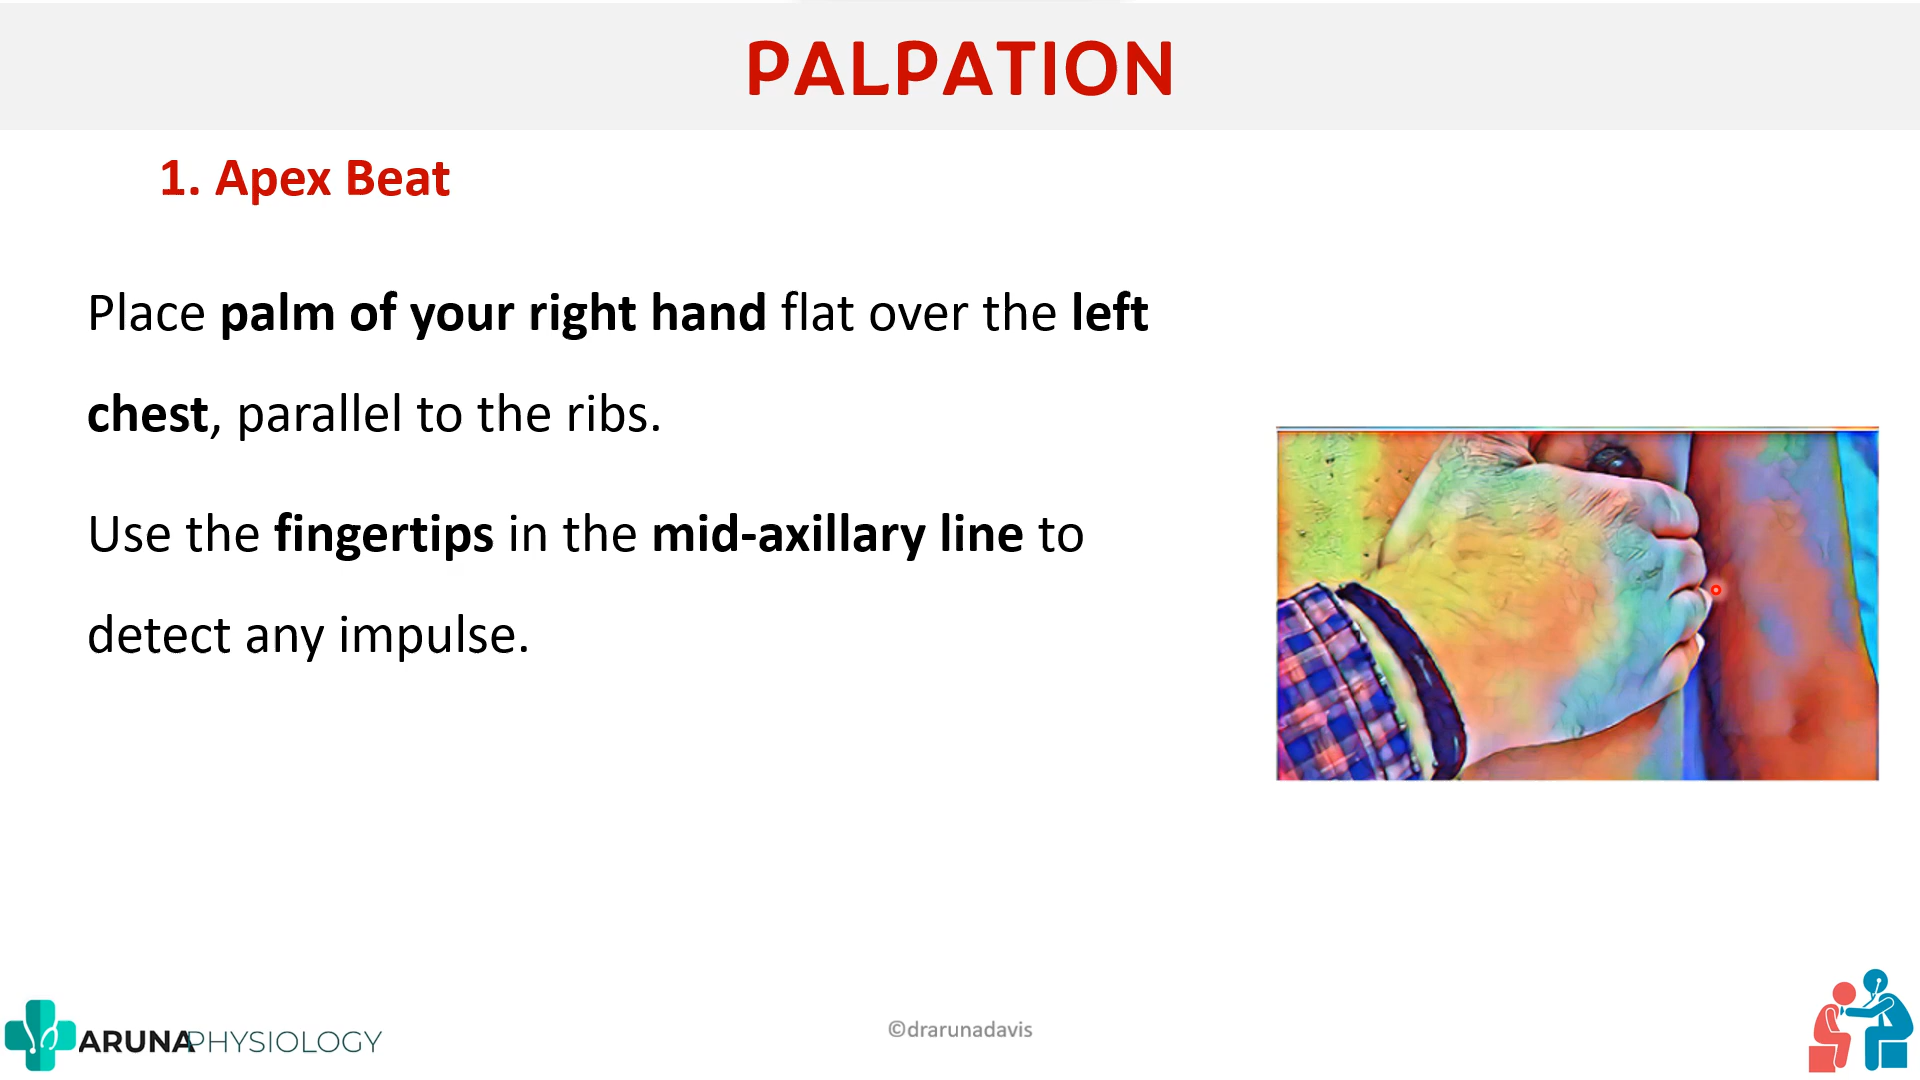 PALPATION
1. Apex Beat
Place palm of your right hand flat over the left
chest, parallel to the ribs.
Use the fingertips in the mid-axillary line to
detect any impulse.
ARUNAPHYSIOLOGY
©drarunadavis